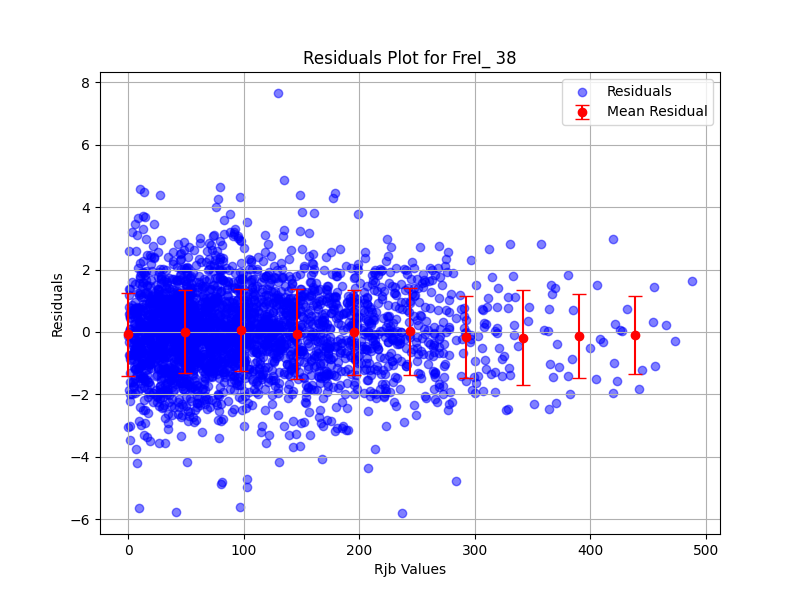 Residuals Plot for FreI_ 38
Residuals
Mean Residual
8
6
4
2
0
−2
−4
−6
Residuals
0 100 200 300 400 500
Rjb Values